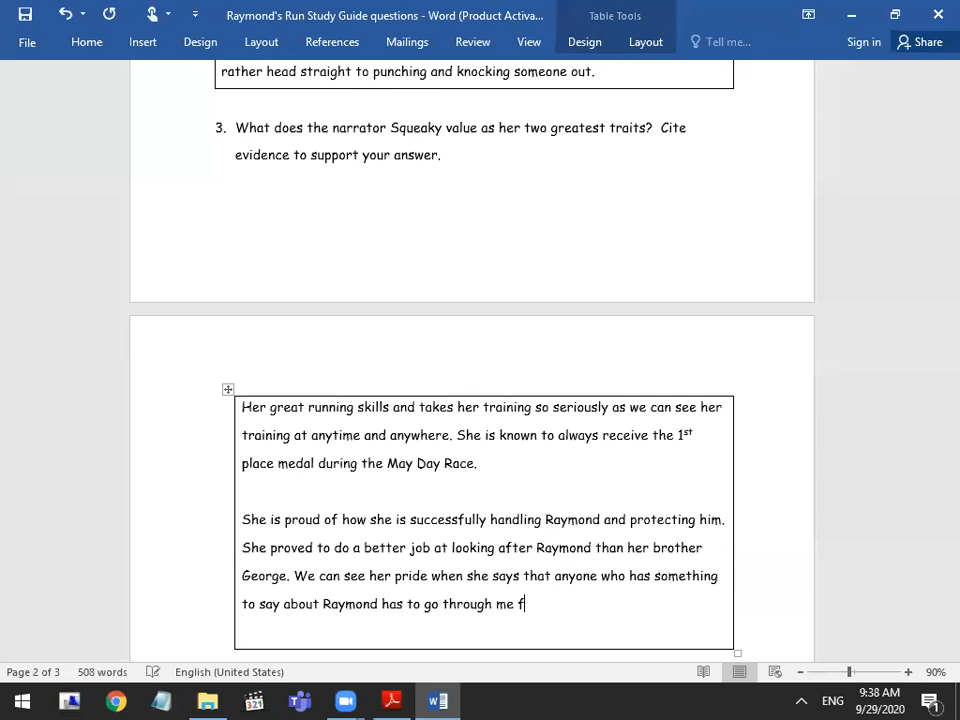 Raymond's Run Study Guide questions - Word (Product Activa...
Table Tools
File Home Insert Design Layout References Mailings Review View Design Layout Tell me... Sign in Share
rather head straight to punching and knocking someone out.
3. What does the narrator Squeaky value as her two greatest traits? Cite
evidence to support your answer.
Her great running skills and takes her training so seriously as we can see her
training at anytime and anywhere. She is known to always receive the 1st
place medal during the May Day Race.
She is proud of how she is successfully handling Raymond and protecting him.
She proved to do a better job at looking after Raymond than her brother
George. We can see her pride when she says that anyone who has something
to say about Raymond has to go through me f
Page 2 of 3 508 words English (United States) 90%
321
ENG
9:38 AM
9/29/2020
1